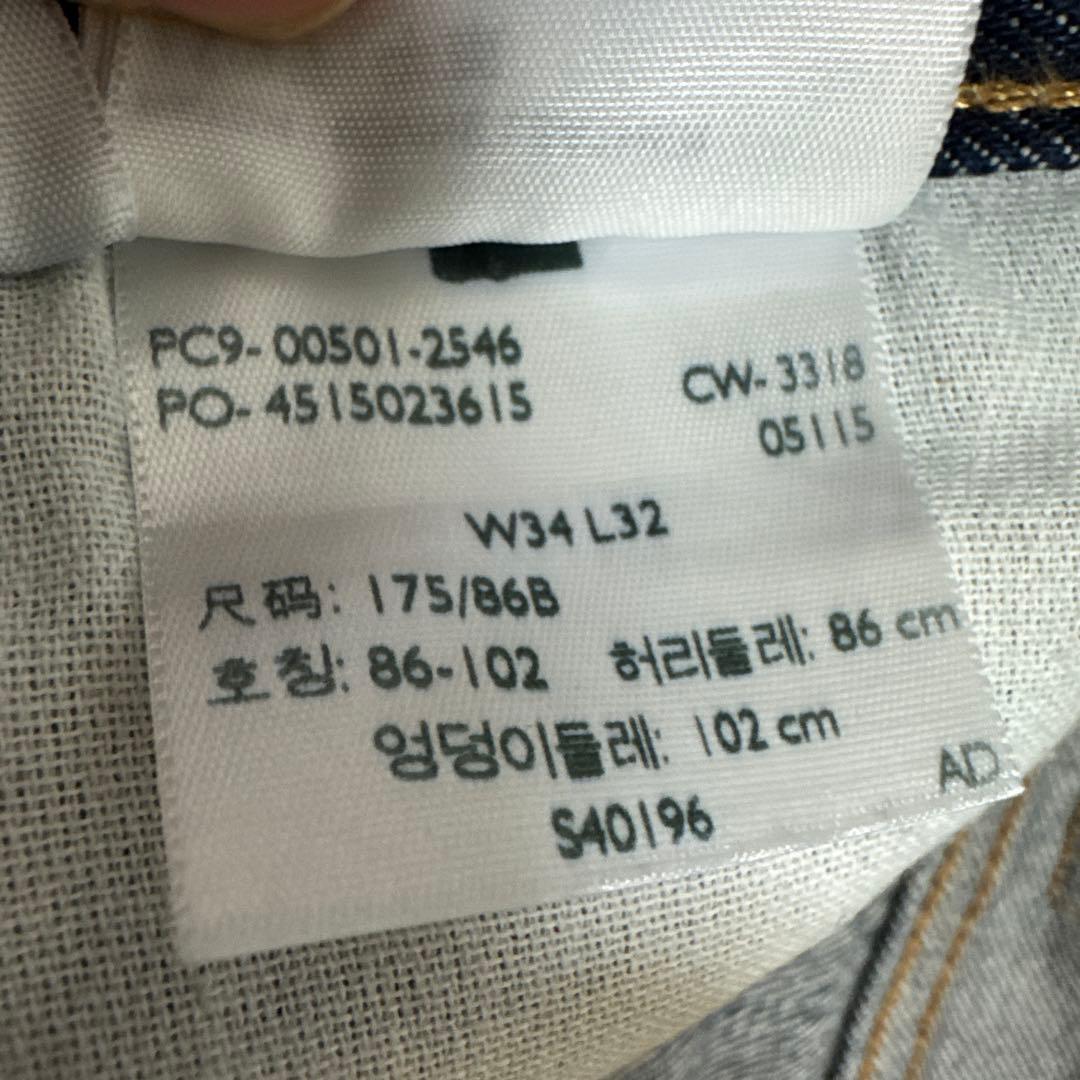 PC9-00501-2546
PO-4515023615
CW-3318
05115
W34 L32
尺码: 175/86B
호칭: 86-102 허리둘레: 86 cm
엉덩이둘레: 102 cm
AD
S40196